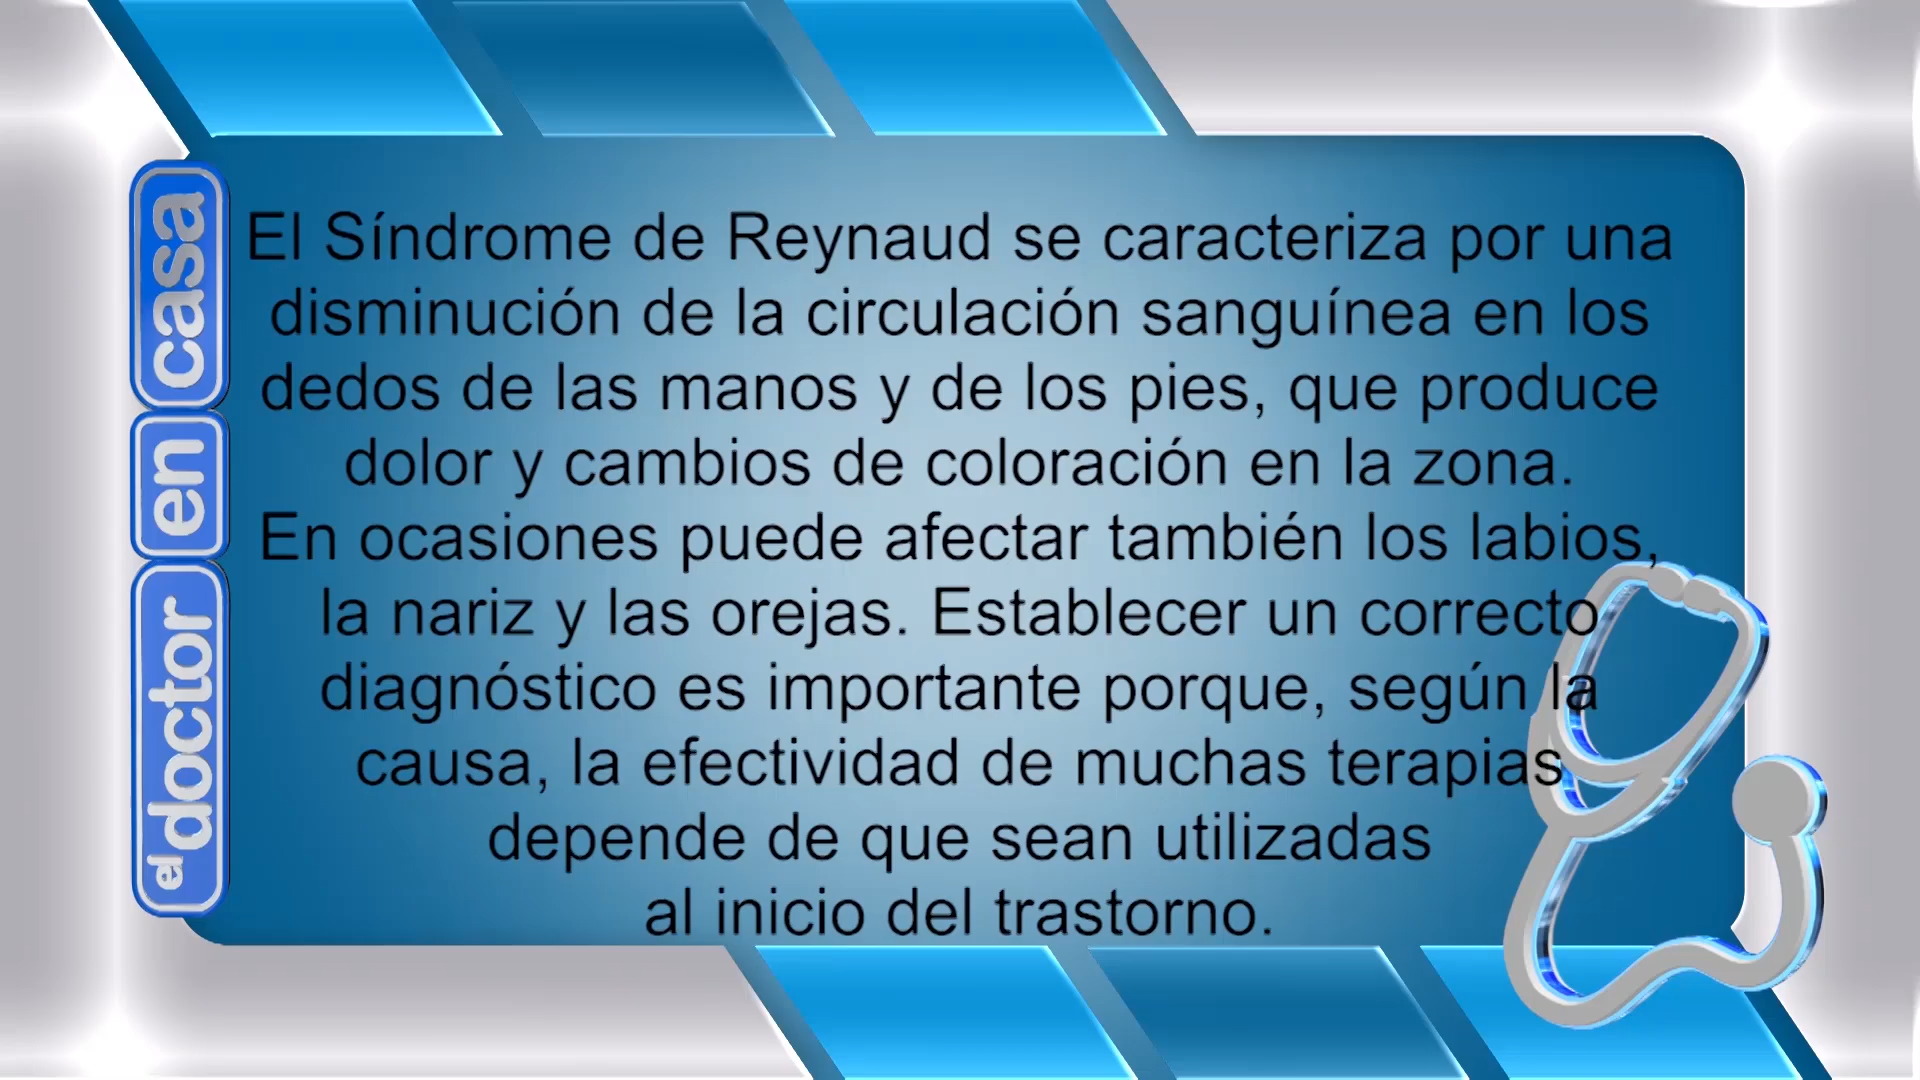 El Síndrome de Reynaud se caracteriza por una
disminución de la circulación sanguínea en los
dedos de las manos y de los pies, que produce
dolor y cambios de coloración en la zona.
En ocasiones puede afectar también los labios,
la nariz y las orejas. Establecer un correcto
diagnóstico es importante porque, según la
causa, la efectividad de muchas terapias
depende de que sean utilizadas
al inicio del trastorno.
el doctor en casa